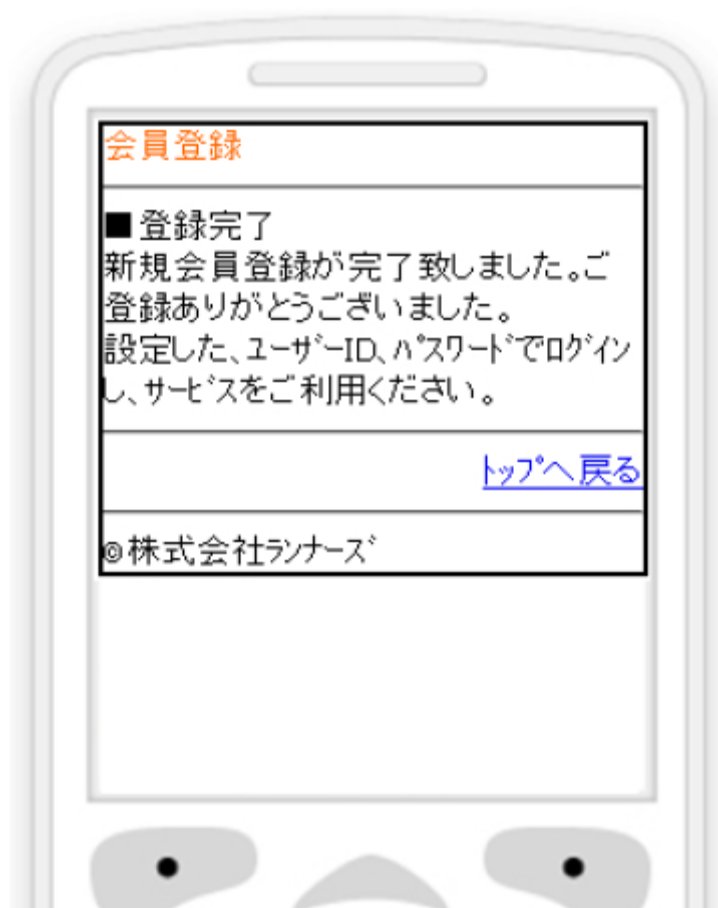 会員登録
■登録完了
新規会員登録が完了致しました。ご
登録ありがとうございました。
設定した、ﾕｰｻﾞｰID、ﾊﾟｽﾜｰﾄﾞでﾛｸﾞｲﾝ
し、ｻｰﾋﾞｽをご利用ください。
ﾄｯﾌﾟへ戻る
©株式会社ﾗﾝﾅｰｽﾞ